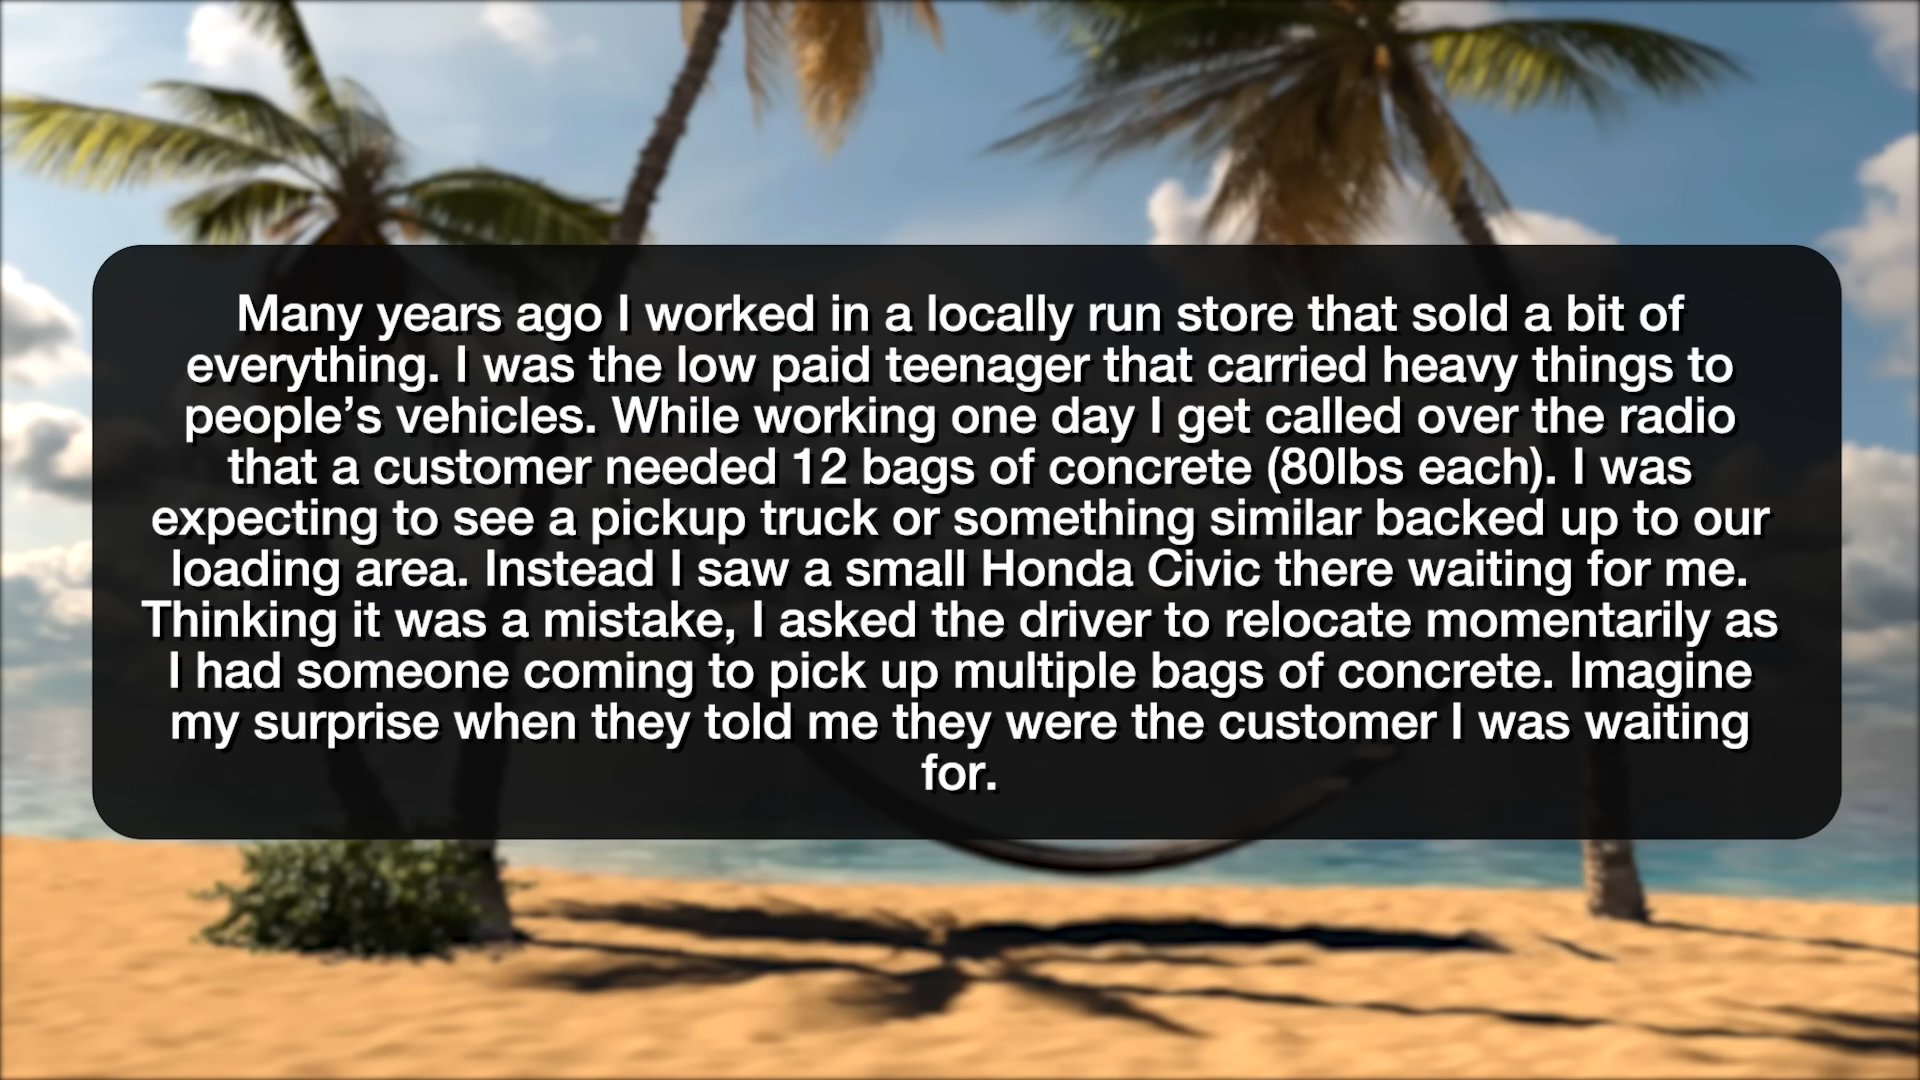 Many years ago I worked in a locally run store that sold a bit of
everything. I was the low paid teenager that carried heavy things to
people’s vehicles. While working one day I get called over the radio
that a customer needed 12 bags of concrete (80lbs each). I was
expecting to see a pickup truck or something similar backed up to our
loading area. Instead I saw a small Honda Civic there waiting for me.
Thinking it was a mistake, I asked the driver to relocate momentarily as
I had someone coming to pick up multiple bags of concrete. Imagine
my surprise when they told me they were the customer I was waiting
for.